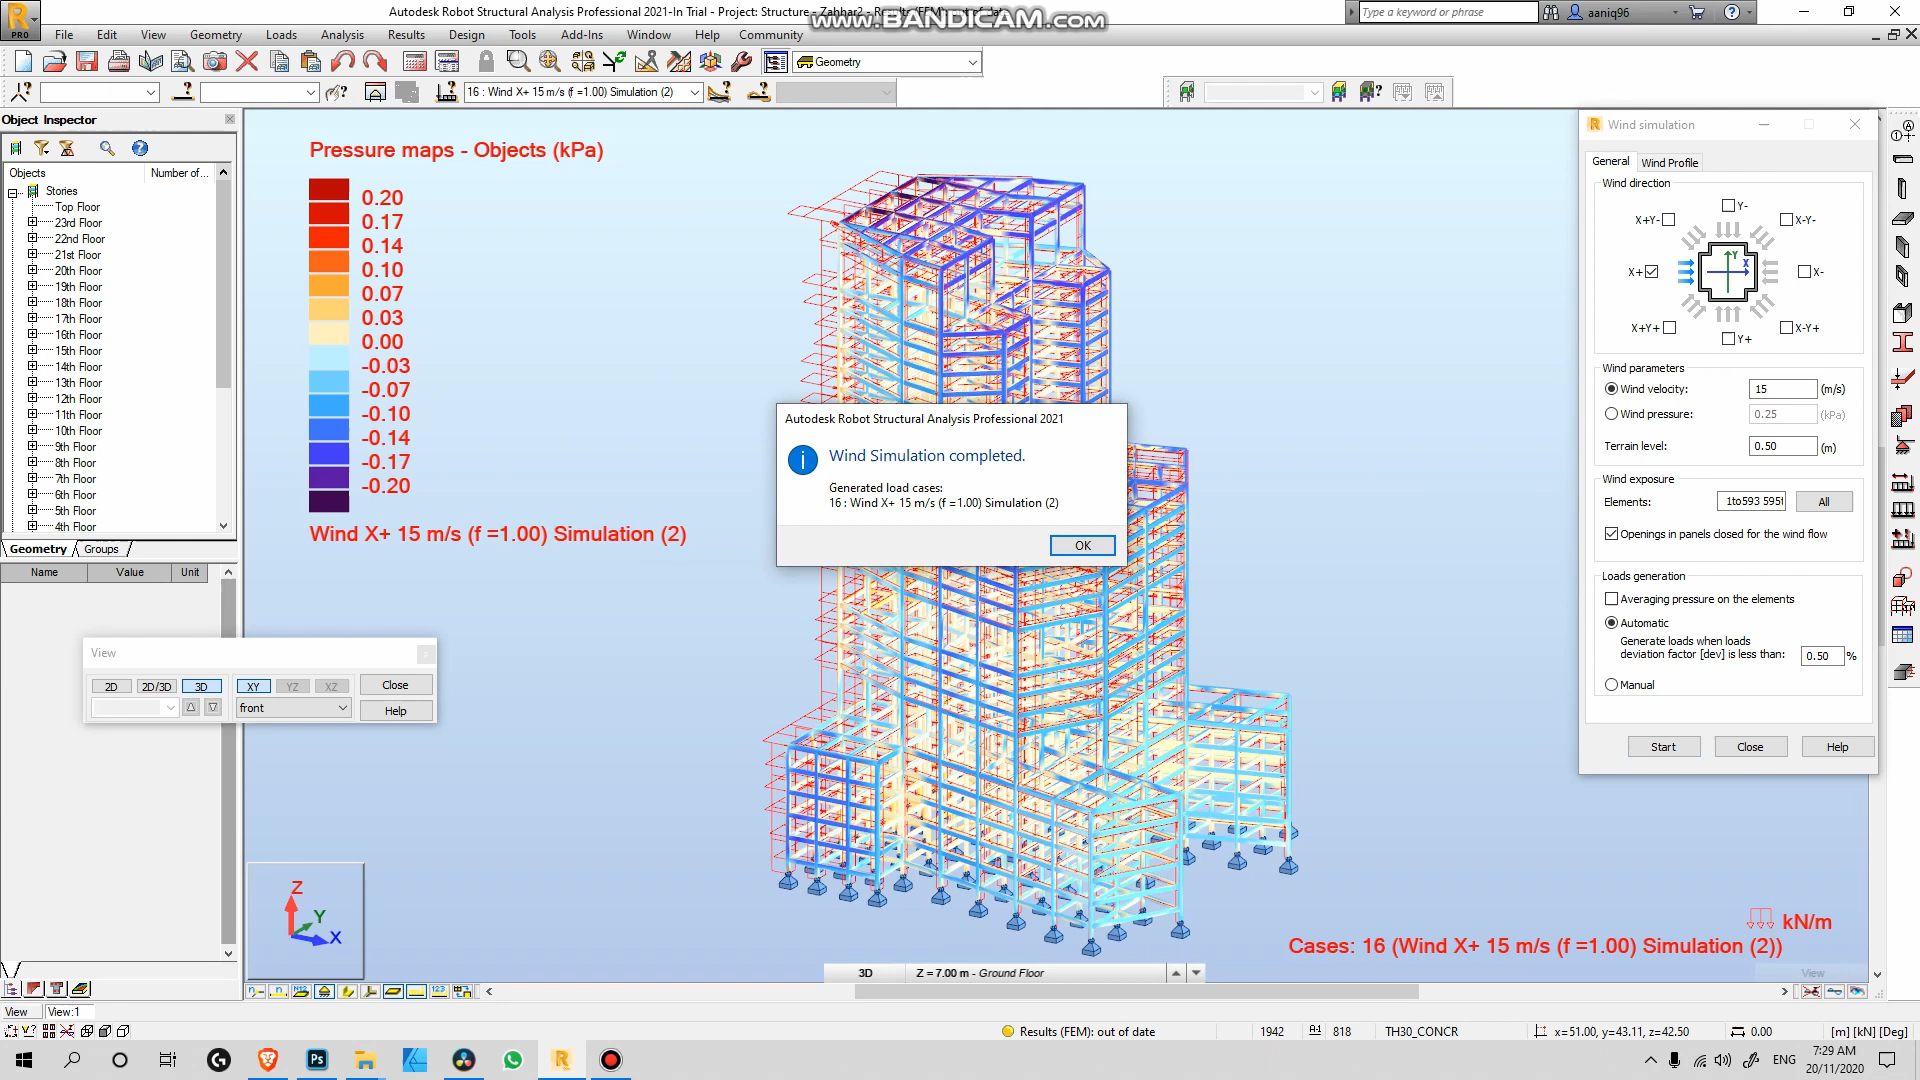 Autodesk Robot Structural Analysis Professional 2021-In Trial - Project: Structure - Zahhar2 - Results (FEM): out of date
www.BANDICAM.com
Type a keyword or phrase
aaniq96
PRO
File Edit View Geometry Loads Analysis Results Design Tools Add-Ins Window Help Community
Geometry
16 : Wind X+ 15 m/s (f =1.00) Simulation (2)
Object Inspector
Objects Number of...
Stories
Top Floor
23rd Floor
22nd Floor
21st Floor
20th Floor
19th Floor
18th Floor
17th Floor
16th Floor
15th Floor
14th Floor
13th Floor
12th Floor
11th Floor
10th Floor
9th Floor
8th Floor
7th Floor
6th Floor
5th Floor
4th Floor
Geometry Groups
Name Value Unit
Pressure maps - Objects (kPa)
0.20
0.17
0.14
0.10
0.07
0.03
0.00
-0.03
-0.07
-0.10
-0.14
-0.17
-0.20
Wind X+ 15 m/s (f =1.00) Simulation (2)
View
2D 2D/3D 3D XY YZ XZ Close
front Help
Autodesk Robot Structural Analysis Professional 2021
Wind Simulation completed.
Generated load cases:
16 : Wind X+ 15 m/s (f =1.00) Simulation (2)
OK
Wind simulation
General Wind Profile
Wind direction
Y-
X+Y- X-Y-
Y
X
X+ X-
X+Y+ X-Y+
Y+
Wind parameters
Wind velocity: 15 (m/s)
Wind pressure: 0.25 (kPa)
Terrain level: 0.50 (m)
Wind exposure
Elements: 1to593 595t All
Openings in panels closed for the wind flow
Loads generation
Averaging pressure on the elements
Automatic
Generate loads when loads
deviation factor [dev] is less than: 0.50 %
Manual
Start Close Help
Z
Y
X
kN/m
Cases: 16 (Wind X+ 15 m/s (f =1.00) Simulation (2))
3D Z = 7.00 m - Ground Floor
View
View View:1
Results (FEM): out of date 1942 818 TH30_CONCR x=51.00, y=43.11, z=42.50 0.00 [m] [kN] [Deg]
ENG 7:29 AM
20/11/2020